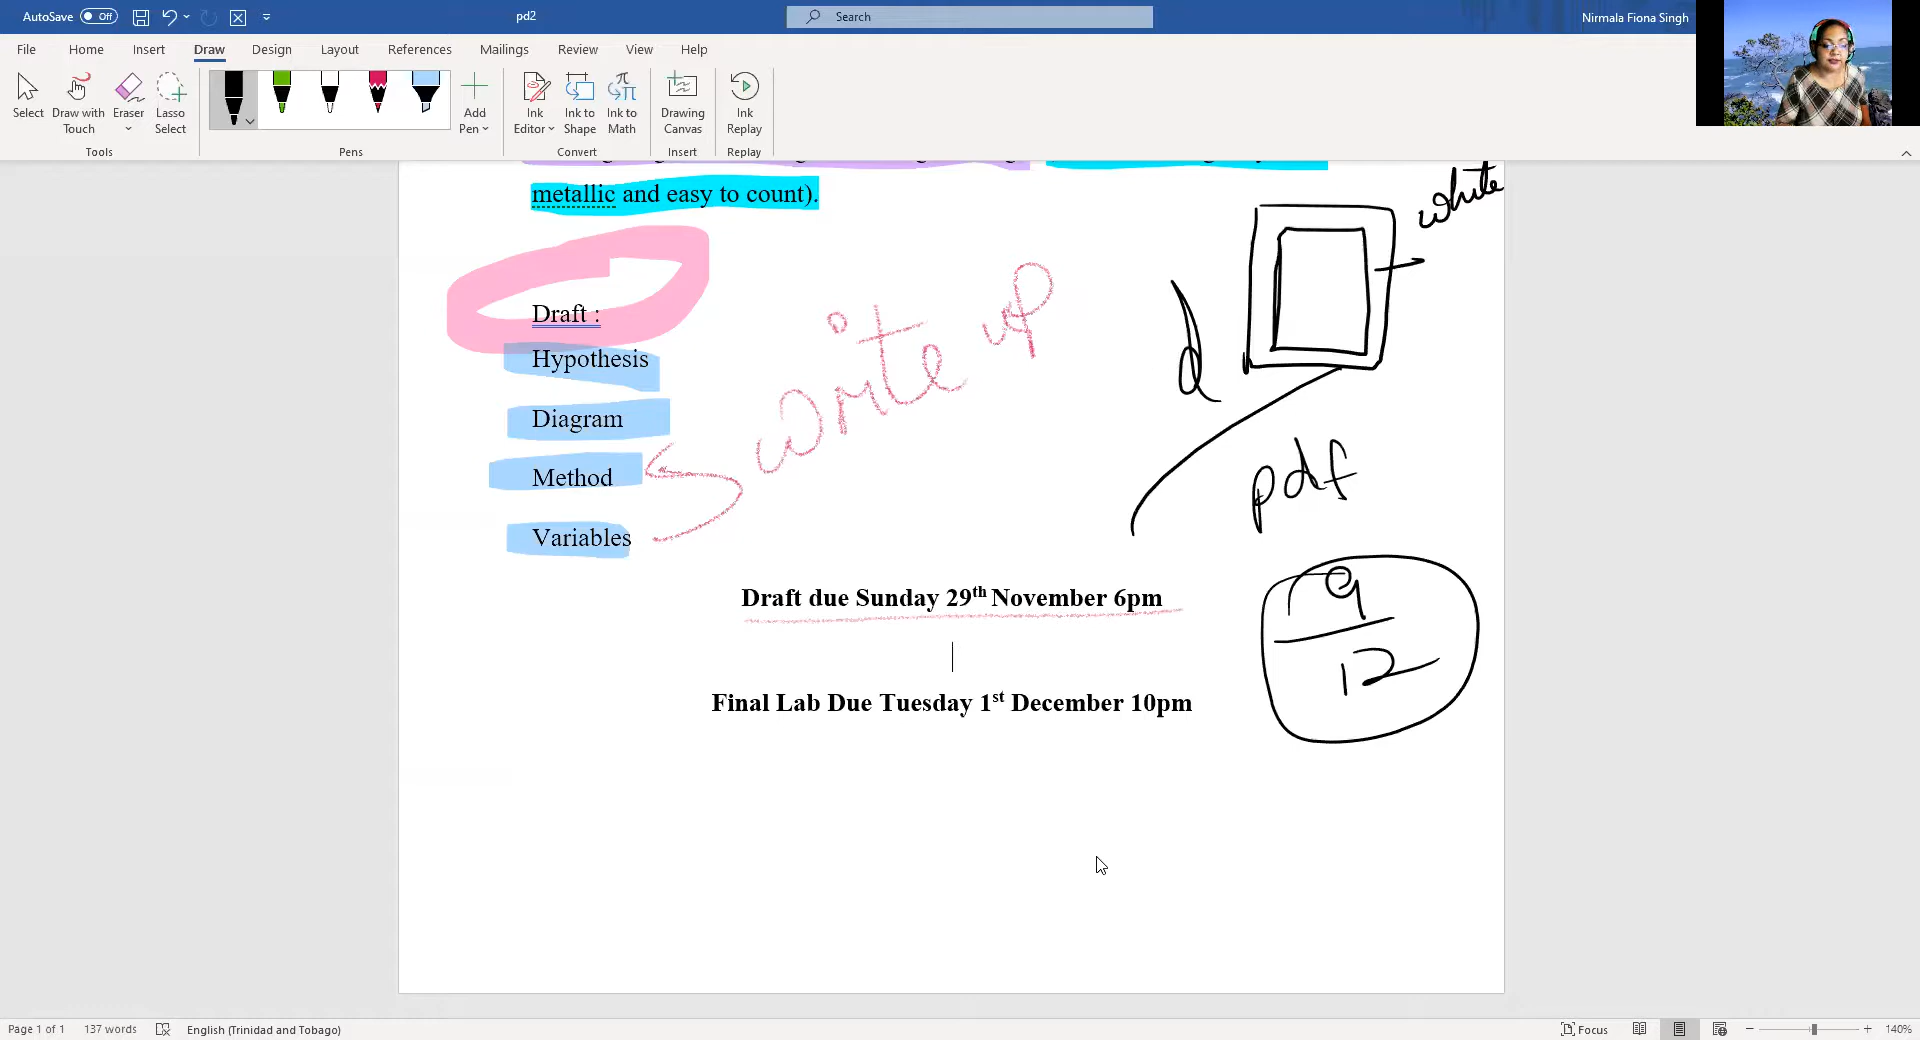 AutoSave Off pd2 Search Nirmala Fiona Singh
File Home Insert Draw Design Layout References Mailings Review View Help
Select Draw with Touch Eraser Lasso Select Add Pen Ink Editor Ink to Shape Ink to Math Drawing Canvas Ink Replay
Tools Pens Convert Insert Replay
metallic and easy to count).
white
Draft :
Hypothesis
Diagram
Method
Variables
write up
d
pdf
Draft due Sunday 29th November 6pm
9
12
Final Lab Due Tuesday 1st December 10pm
Page 1 of 1 137 words English (Trinidad and Tobago) Focus 140%